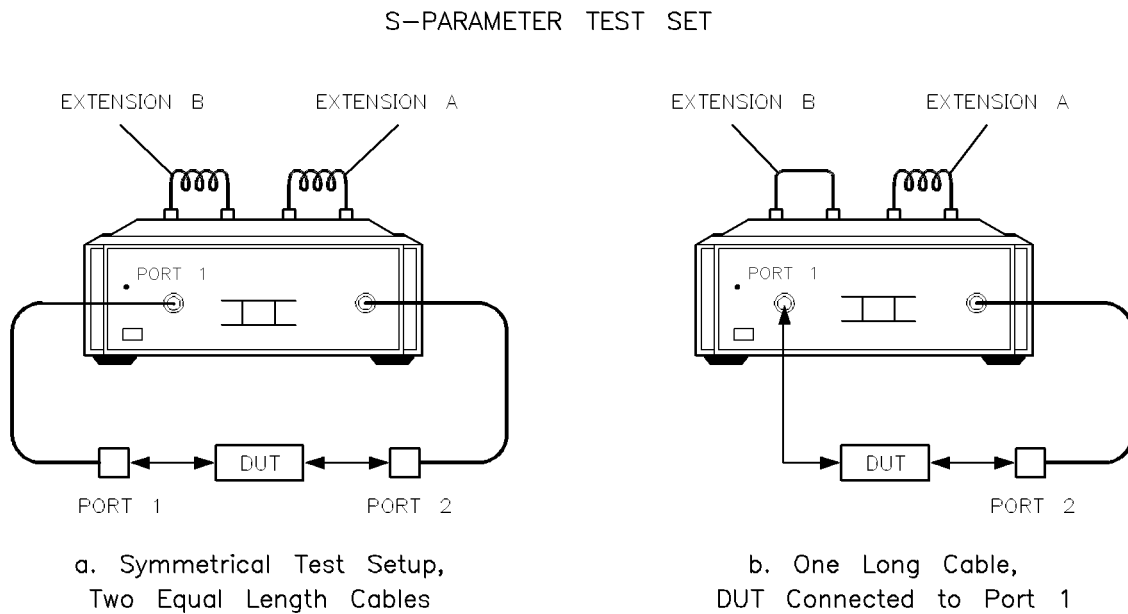 S-PARAMETER TEST SET
EXTENSION B
EXTENSION A
PORT 1
DUT
PORT 1
PORT 2
a. Symmetrical Test Setup,
Two Equal Length Cables
EXTENSION B
EXTENSION A
PORT 1
DUT
PORT 2
b. One Long Cable,
DUT Connected to Port 1